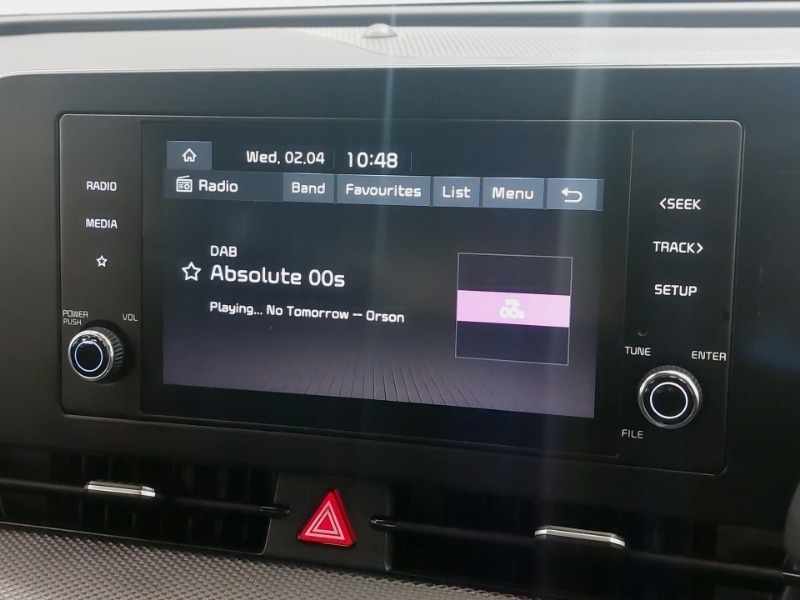 Wed, 02.04 10:48
Radio Band Favourites List Menu
DAB
Absolute 00s
Playing... No Tomorrow -- Orson
00s
RADIO
MEDIA
POWER
PUSH
VOL
<SEEK
TRACK>
SETUP
TUNE
ENTER
FILE